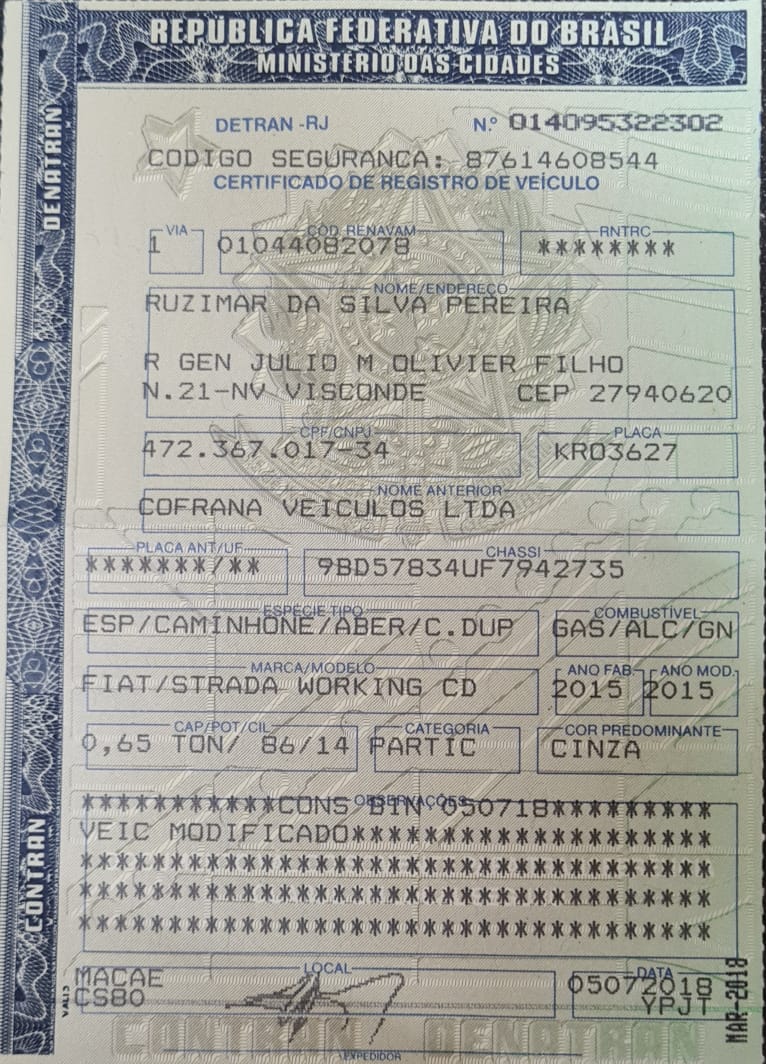 REPÚBLICA FEDERATIVA DO BRASIL
MINISTÉRIO DAS CIDADES
DENATRAN
CONTRAN
DETRAN -RJ N.º 014095322302
CODIGO SEGURANCA: 87614608544
CERTIFICADO DE REGISTRO DE VEÍCULO
VIA CÓD. RENAVAM RNTRC
1 01044082078 ********
NOME/ENDEREÇO
RUZIMAR DA SILVA PEREIRA
R GEN JULIO M OLIVIER FILHO
N.21-NV VISCONDE CEP 27940620
CPF/CNPJ PLACA
472.367.017-34 KRO3627
NOME ANTERIOR
COFRANA VEICULOS LTDA
PLACA ANT/UF CHASSI
*******/** 9BD57834UF7942735
ESPÉCIE TIPO COMBUSTÍVEL
ESP/CAMINHONE/ABER/C.DUP GAS/ALC/GN
MARCA/MODELO ANO FAB. ANO MOD.
FIAT/STRADA WORKING CD 2015 2015
CAP/POT/CIL CATEGORIA COR PREDOMINANTE
0,65 TON/ 86/14 PARTIC CINZA
OBSERVAÇÕES
***********CONS BIN 050718*********
VEIC MODIFICADO********************
***********************************
***********************************
***********************************
LOCAL DATA
MACAE 05072018
CS80 YPJT
MAR-2018
EXPEDIDOR
CONTRAN DENATRAN